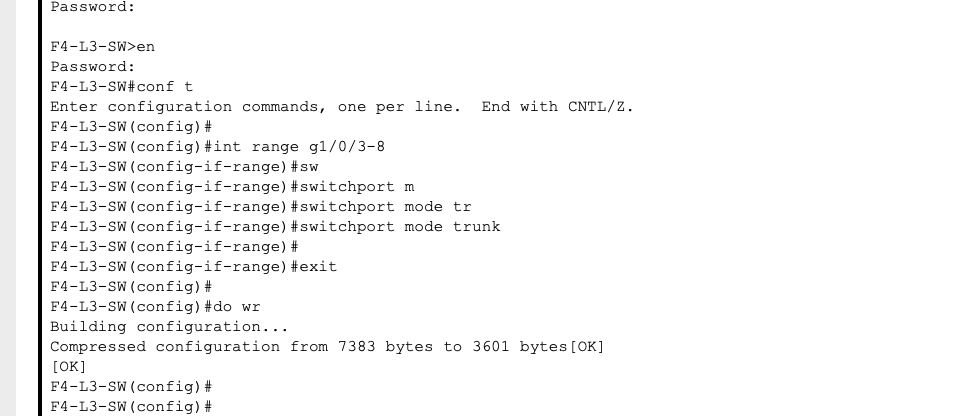 Password:
F4-L3-SW>en
Password:
F4-L3-SW#conf t
Enter configuration commands, one per line.  End with CNTL/Z.
F4-L3-SW(config)#
F4-L3-SW(config)#int range g1/0/3-8
F4-L3-SW(config-if-range)#sw
F4-L3-SW(config-if-range)#switchport m
F4-L3-SW(config-if-range)#switchport mode tr
F4-L3-SW(config-if-range)#switchport mode trunk
F4-L3-SW(config-if-range)#
F4-L3-SW(config-if-range)#exit
F4-L3-SW(config)#
F4-L3-SW(config)#do wr
Building configuration...
Compressed configuration from 7383 bytes to 3601 bytes[OK]
[OK]
F4-L3-SW(config)#
F4-L3-SW(config)#